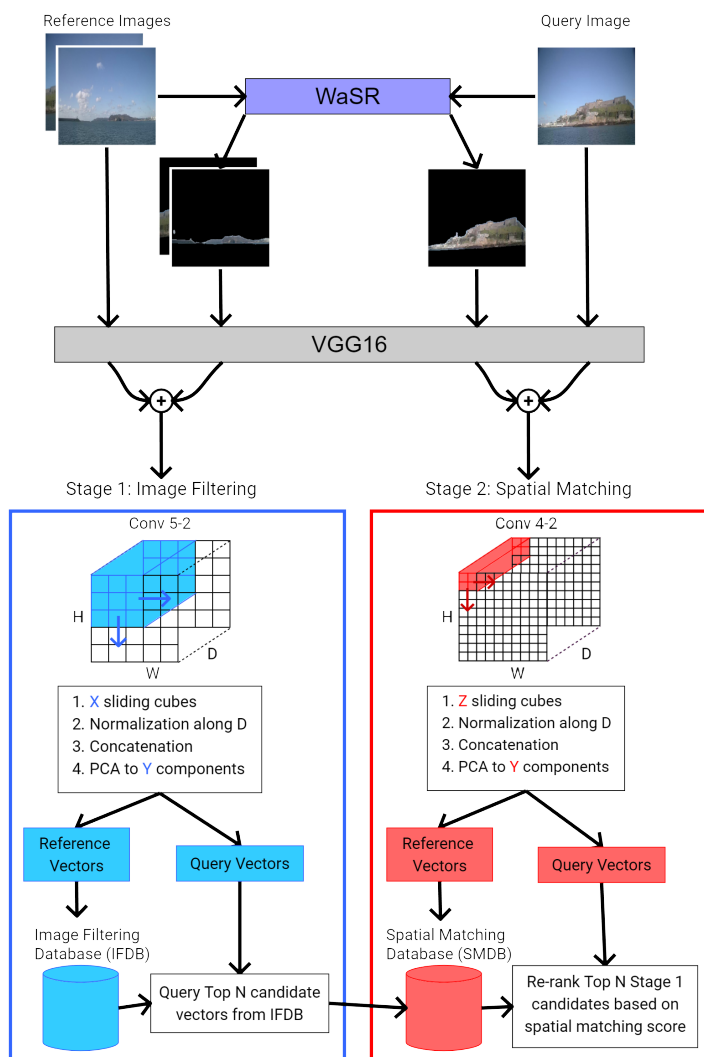 Reference Images
Query Image
WaSR
VGG16
+
+
Stage 1: Image Filtering
Stage 2: Spatial Matching
Conv 5-2
H
W
D
1. X sliding cubes
2. Normalization along D
3. Concatenation
4. PCA to Y components
Reference
Vectors
Query Vectors
Image Filtering
Database (IFDB)
Query Top N candidate
vectors from IFDB
Conv 4-2
H
W
D
1. Z sliding cubes
2. Normalization along D
3. Concatenation
4. PCA to Y components
Reference
Vectors
Query Vectors
Spatial Matching
Database (SMDB)
Re-rank Top N Stage 1
candidates based on
spatial matching score